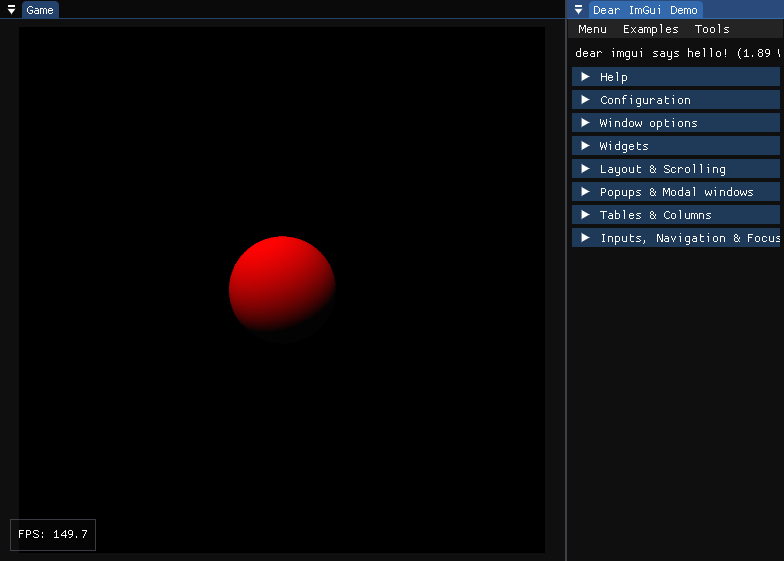 Game
Dear ImGui Demo
Menu Examples Tools
dear imgui says hello! (1.89
Help
Configuration
Window options
Widgets
Layout & Scrolling
Popups & Modal windows
Tables & Columns
Inputs, Navigation & Focus
FPS: 149.7